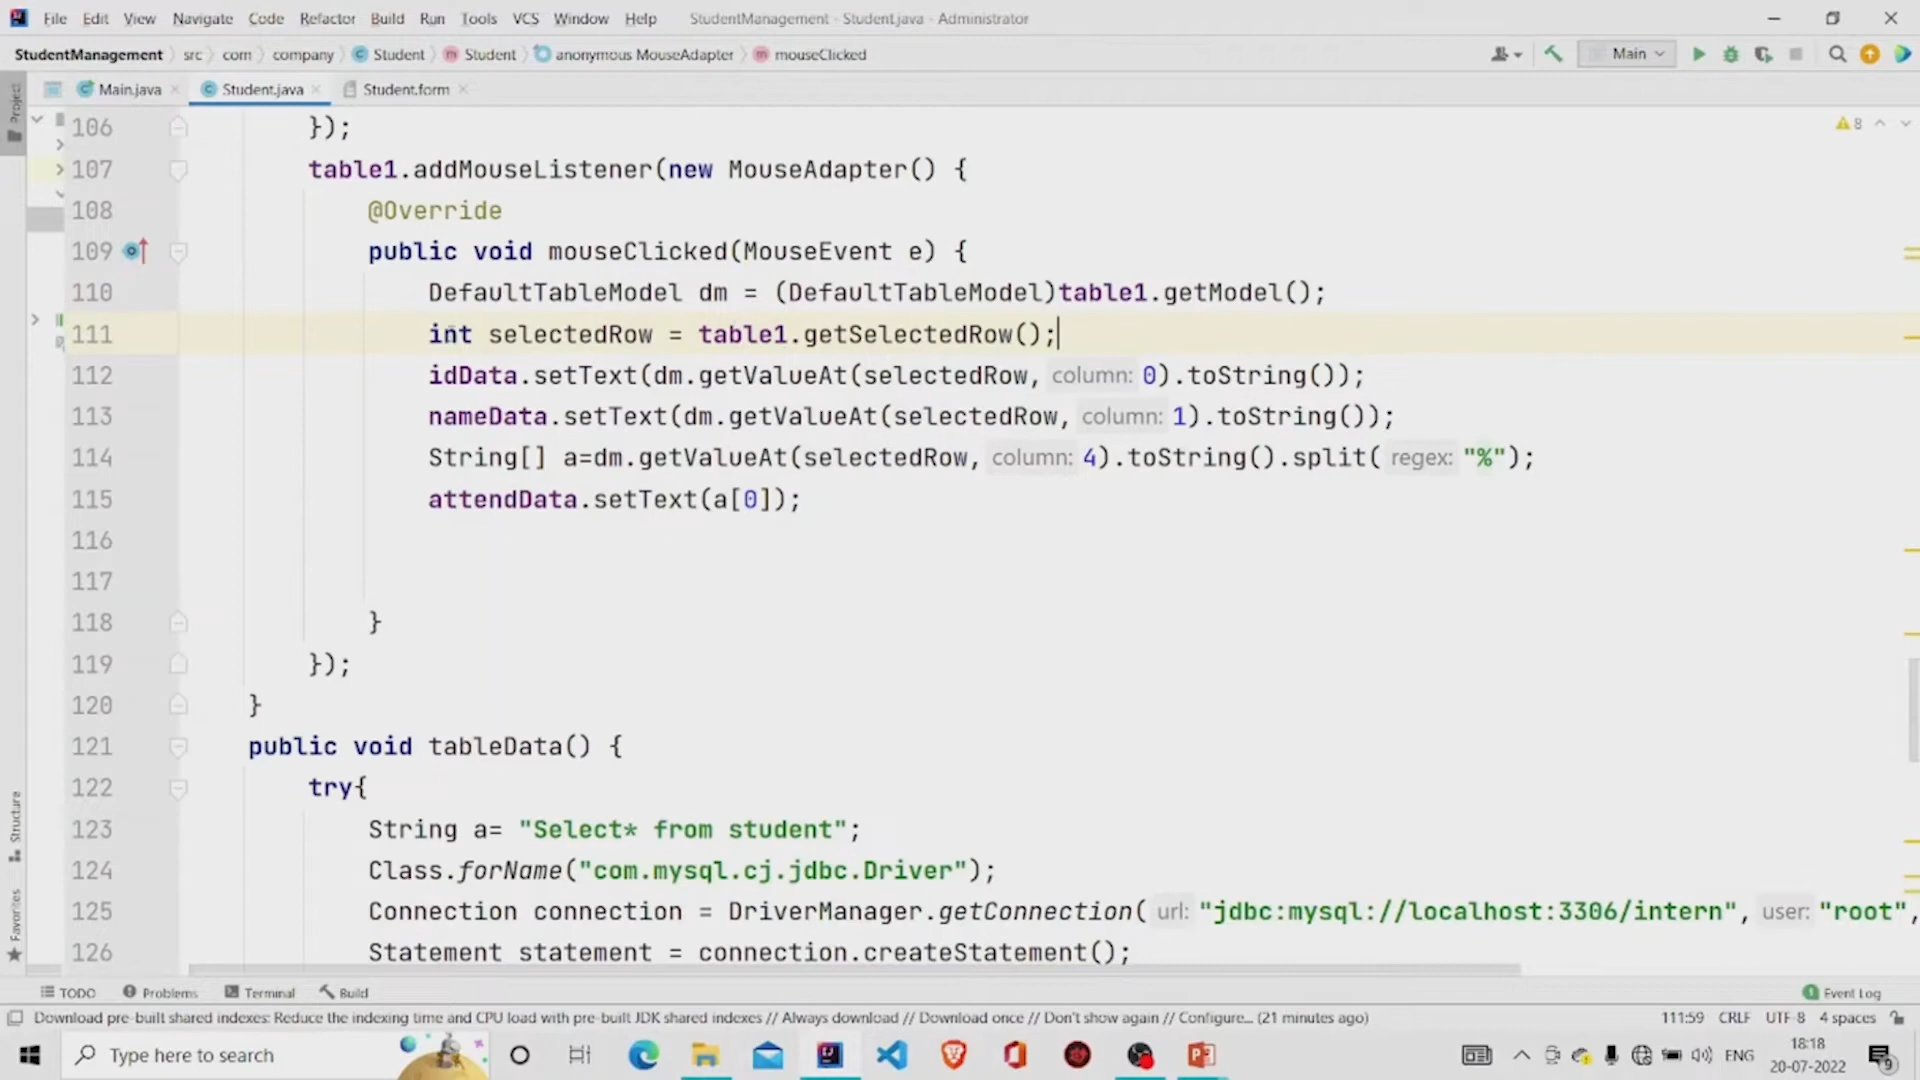 File Edit View Navigate Code Refactor Build Run Tools VCS Window Help StudentManagement - Student.java - Administrator
StudentManagement src com company Student Student anonymous MouseAdapter mouseClicked Main
Project
Main.java Student.java Student.form
8
106 });
107 table1.addMouseListener(new MouseAdapter() {
108 @Override
109 public void mouseClicked(MouseEvent e) {
110 DefaultTableModel dm = (DefaultTableModel)table1.getModel();
111 int selectedRow = table1.getSelectedRow();
112 idData.setText(dm.getValueAt(selectedRow, column: 0).toString());
113 nameData.setText(dm.getValueAt(selectedRow, column: 1).toString());
114 String[] a=dm.getValueAt(selectedRow, column: 4).toString().split( regex: "%");
115 attendData.setText(a[0]);
116
117
118 }
119 });
120 }
121 public void tableData() {
122 try{
123 String a= "Select* from student";
124 Class.forName("com.mysql.cj.jdbc.Driver");
125 Connection connection = DriverManager.getConnection( url: "jdbc:mysql://localhost:3306/intern", user: "root",
126 Statement statement = connection.createStatement();
Structure
Favorites
TODO Problems Terminal Build 1 Event Log
Download pre-built shared indexes: Reduce the indexing time and CPU load with pre-built JDK shared indexes // Always download // Download once // Don't show again // Configure... (21 minutes ago) 111:59 CRLF UTF-8 4 spaces
Type here to search ENG 18:18
20-07-2022 9